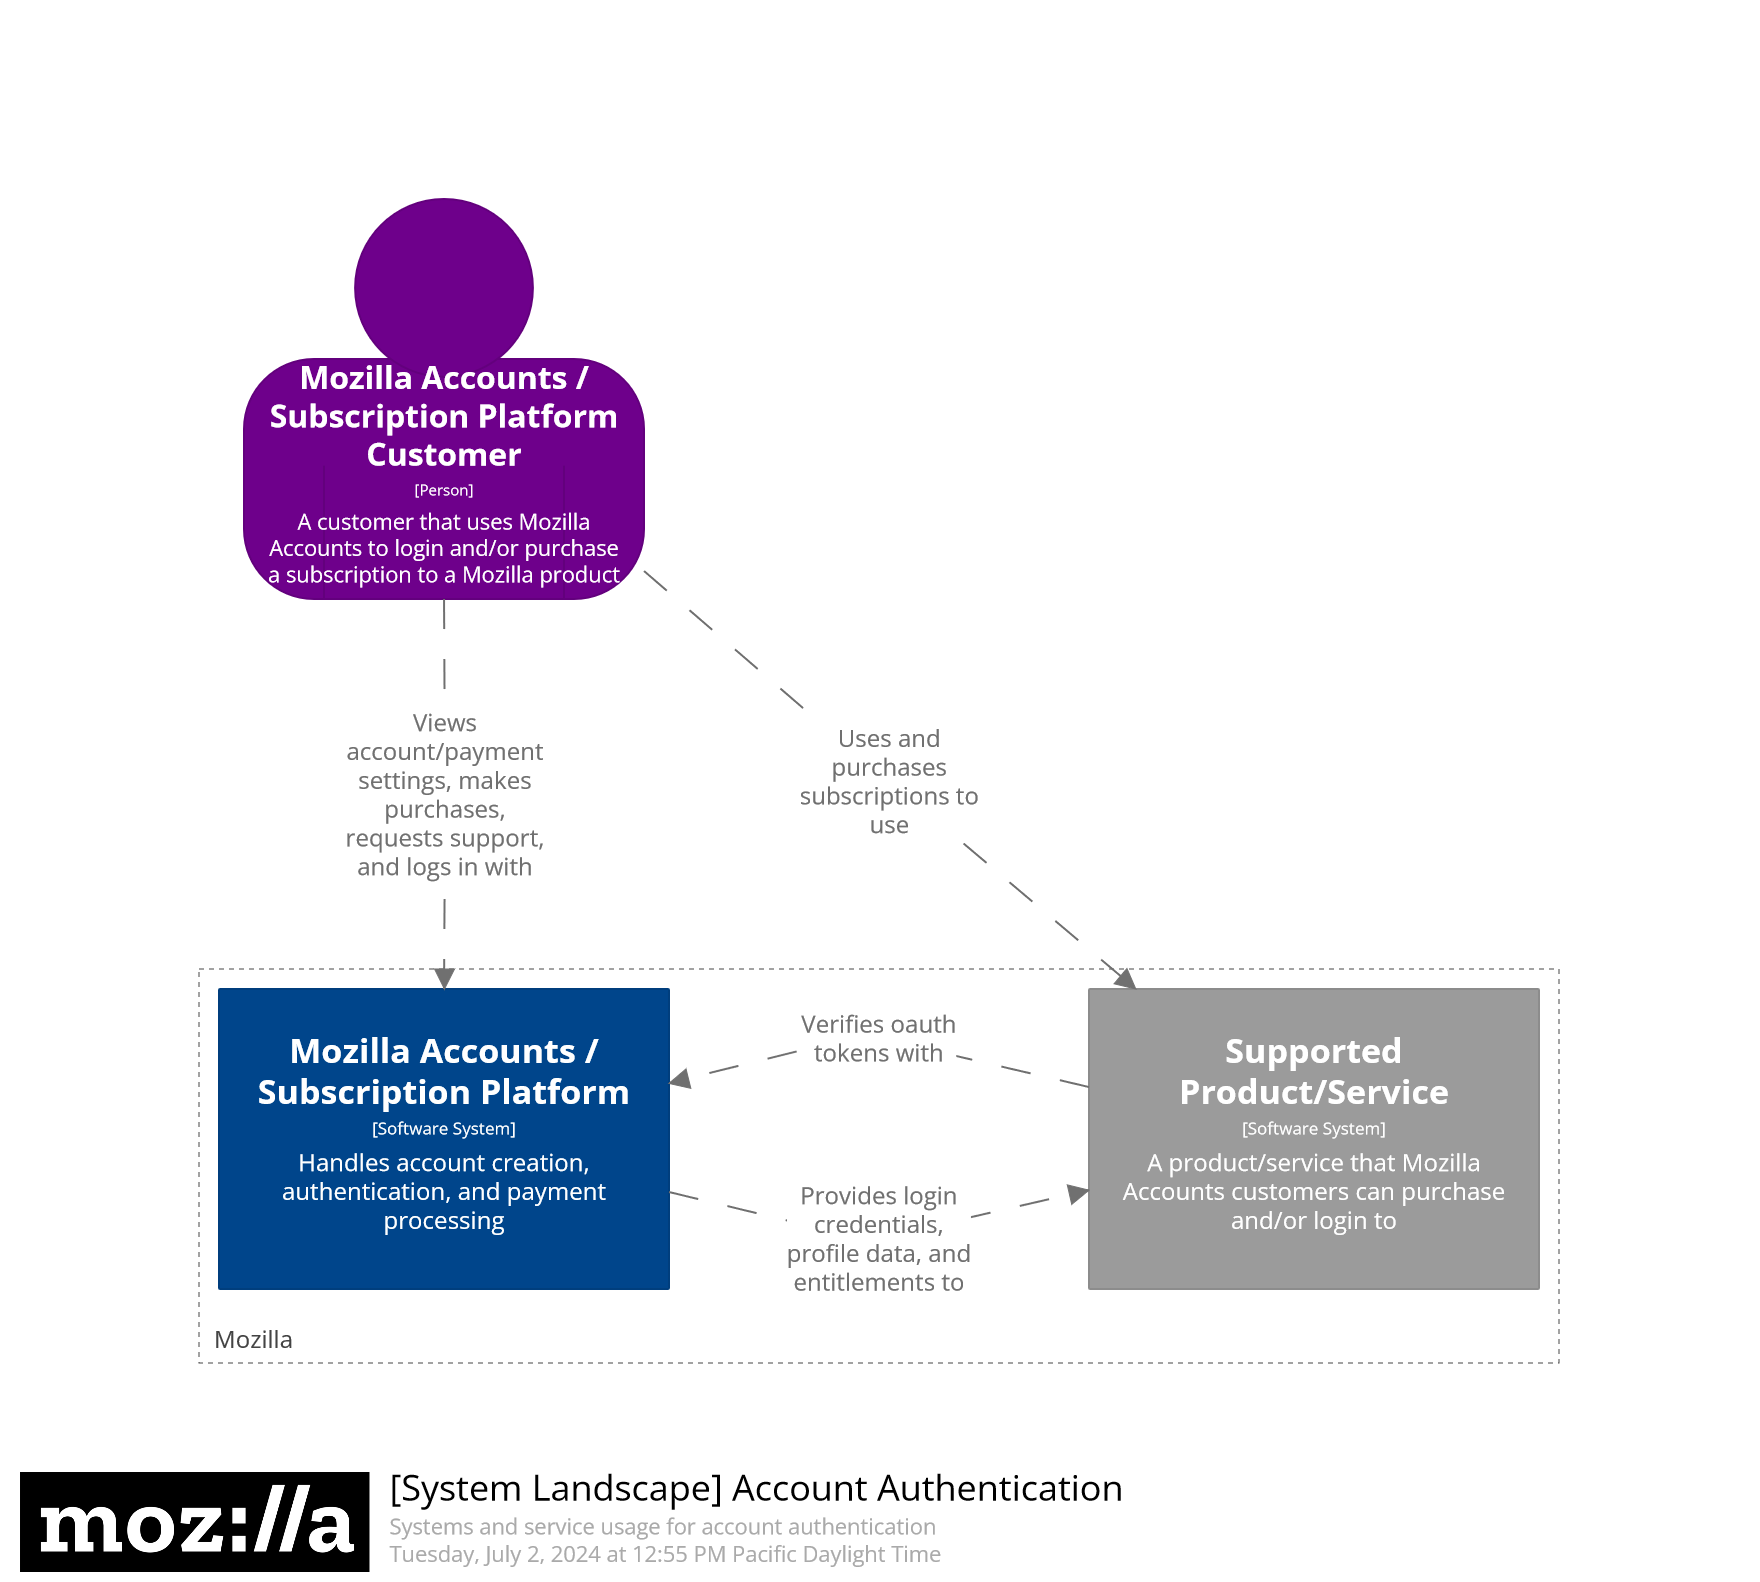 Mozilla Accounts /
Subscription Platform
Customer
[Person]
A customer that uses Mozilla
Accounts to login and/or purchase
a subscription to a Mozilla product
Views
account/payment
settings, makes
purchases,
requests support,
and logs in with
Uses and
purchases
subscriptions to
use
Mozilla Accounts /
Subscription Platform
[Software System]
Handles account creation,
authentication, and payment
processing
Verifies oauth
tokens with
Provides login
credentials,
profile data, and
entitlements to
Supported
Product/Service
[Software System]
A product/service that Mozilla
Accounts customers can purchase
and/or login to
Mozilla
moz://a
[System Landscape] Account Authentication
Systems and service usage for account authentication
Tuesday, July 2, 2024 at 12:55 PM Pacific Daylight Time